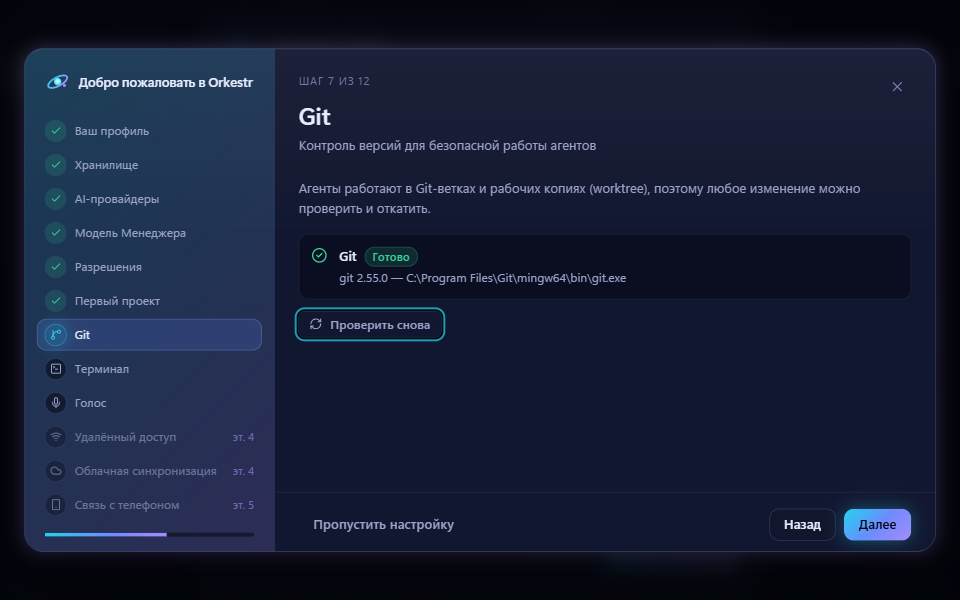 Добро пожаловать в Orkestr
Ваш профиль
Хранилище
AI-провайдеры
Модель Менеджера
Разрешения
Первый проект
Git
Терминал
Голос
Удалённый доступ эт. 4
Облачная синхронизация эт. 4
Связь с телефоном эт. 5
ШАГ 7 ИЗ 12
Git
Контроль версий для безопасной работы агентов
Агенты работают в Git-ветках и рабочих копиях (worktree), поэтому любое изменение можно
проверить и откатить.
Git Готово
git 2.55.0 — C:\Program Files\Git\mingw64\bin\git.exe
Проверить снова
Пропустить настройку
Назад
Далее